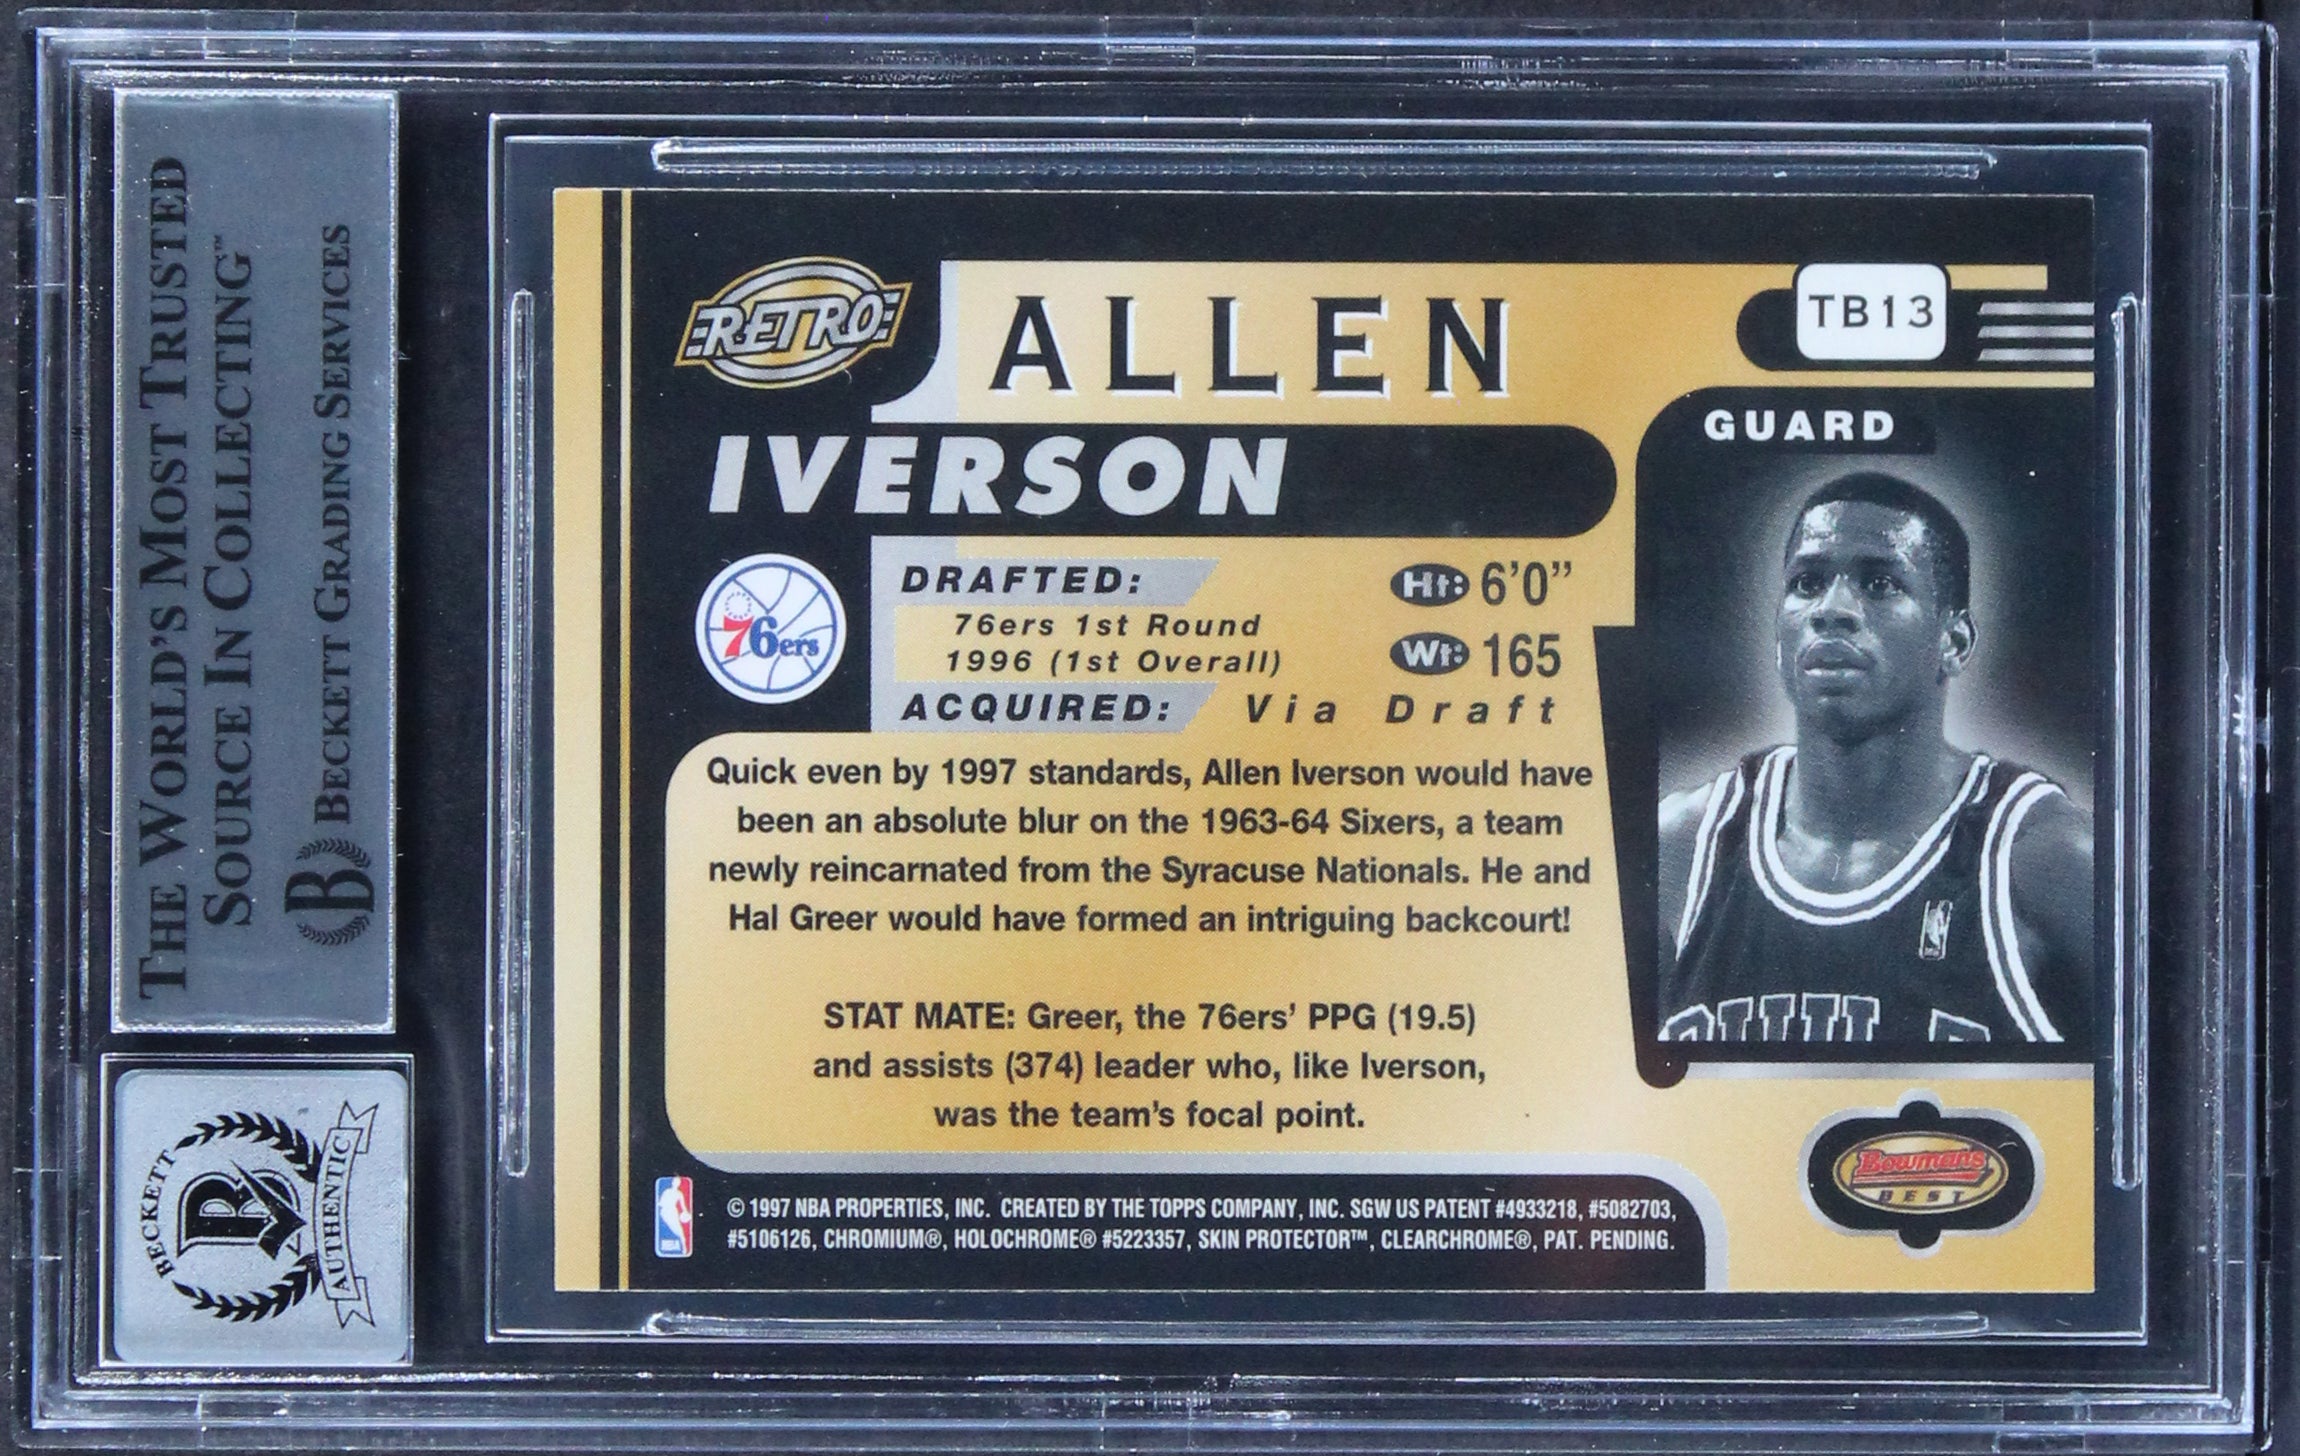 THE WORLD'S MOST TRUSTED
SOURCE IN COLLECTING™
B BECKETT GRADING SERVICES
BECKETT
B
AUTHENTIC
RETRO
ALLEN
TB13
IVERSON
GUARD
76ers
DRAFTED:
76ers 1st Round
1996 (1st Overall)
Ht: 6'0”
Wt: 165
ACQUIRED: Via Draft
Quick even by 1997 standards, Allen Iverson would have
been an absolute blur on the 1963-64 Sixers, a team
newly reincarnated from the Syracuse Nationals. He and
Hal Greer would have formed an intriguing backcourt!
STAT MATE: Greer, the 76ers’ PPG (19.5)
and assists (374) leader who, like Iverson,
was the team’s focal point.
Bowman's
BEST
NBA
© 1997 NBA PROPERTIES, INC. CREATED BY THE TOPPS COMPANY, INC. SGW US PATENT #4933218, #5082703,
#5106126, CHROMIUM®, HOLOCHROME® #5223357, SKIN PROTECTOR™, CLEARCHROME®, PAT. PENDING.